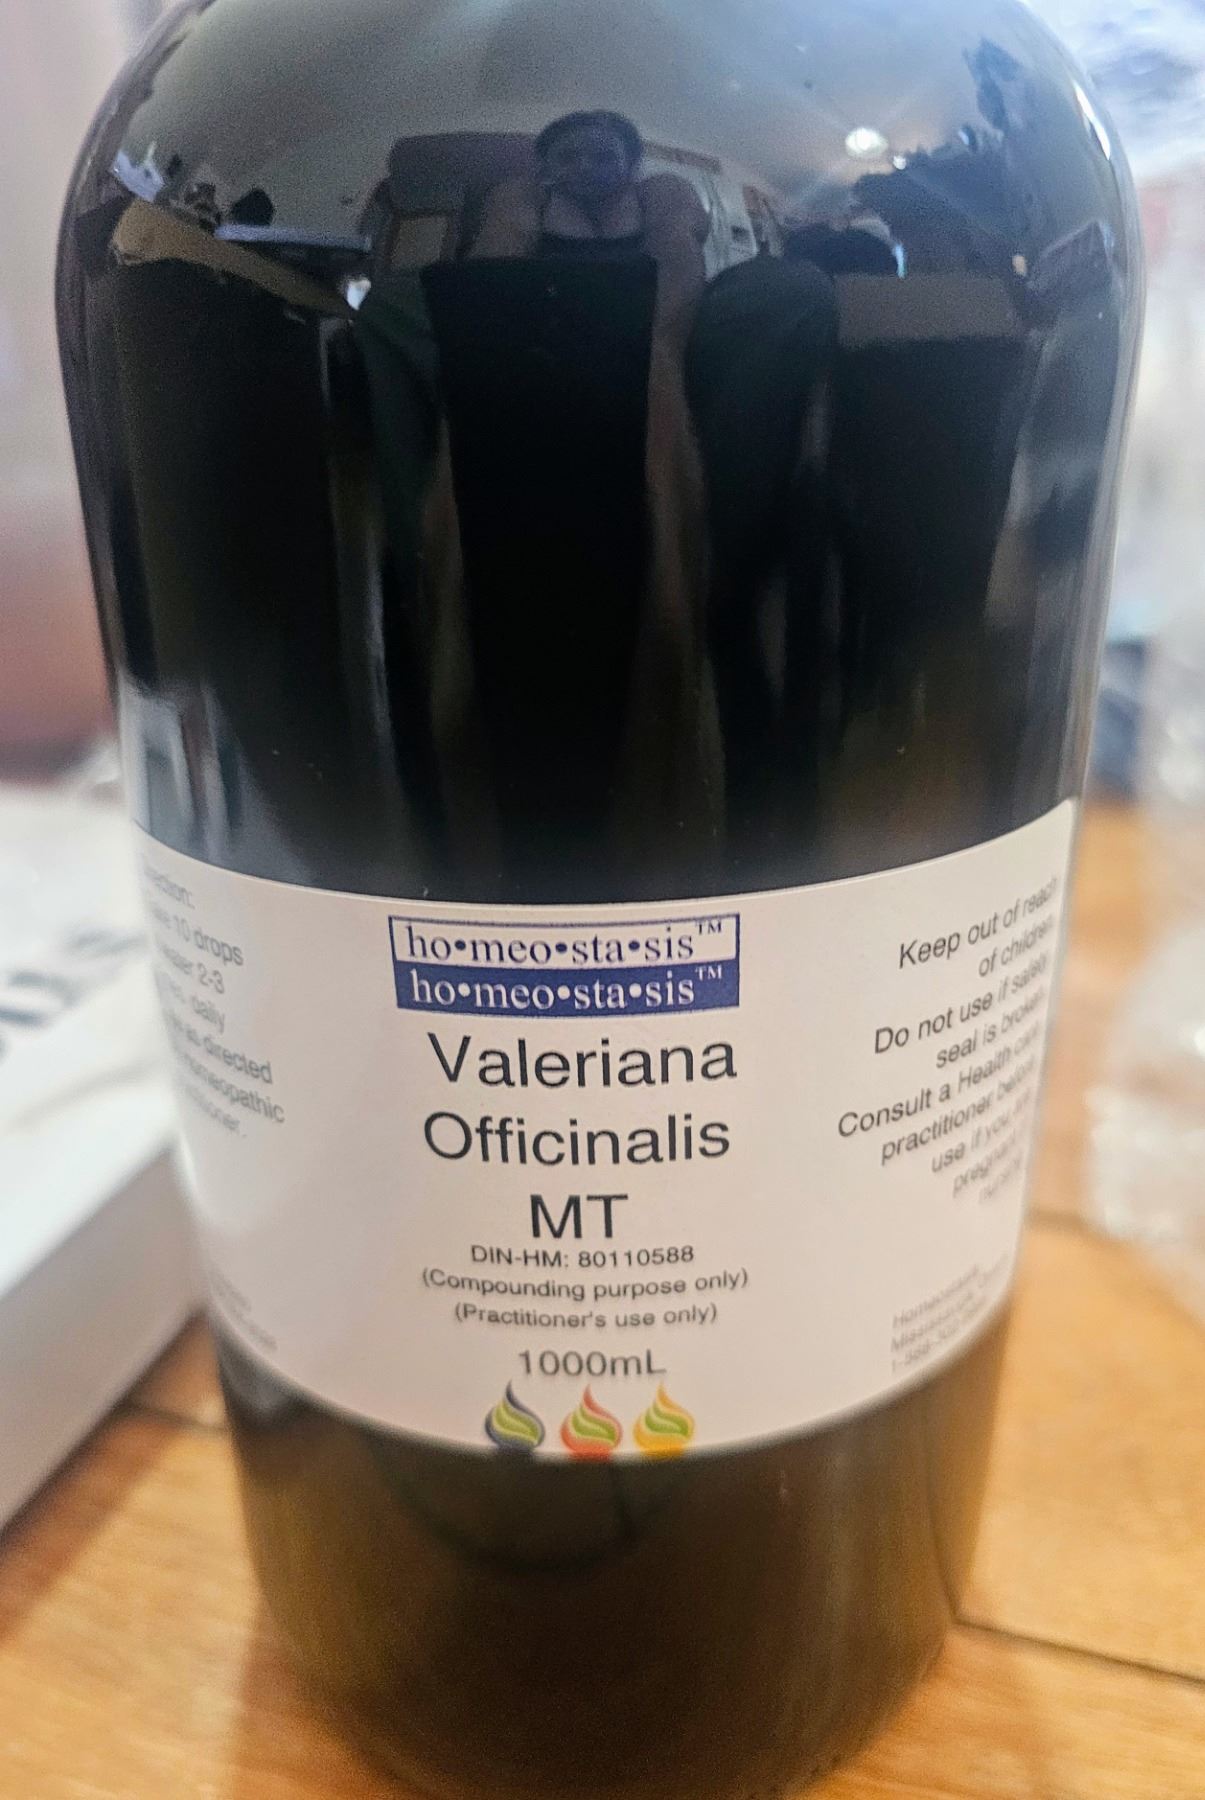 10 drops
2-3
daily
as directed
homeopathic
ho•meo•sta•sis™
ho•meo•sta•sis™
Valeriana
Officinalis
MT
DIN-HM: 80110588
(Compounding purpose only)
(Practitioner's use only)
1000mL
Keep out of reach
of children.
Do not use if safety
seal is broken.
Consult a Health care
practitioner before
use if you are
pregnant